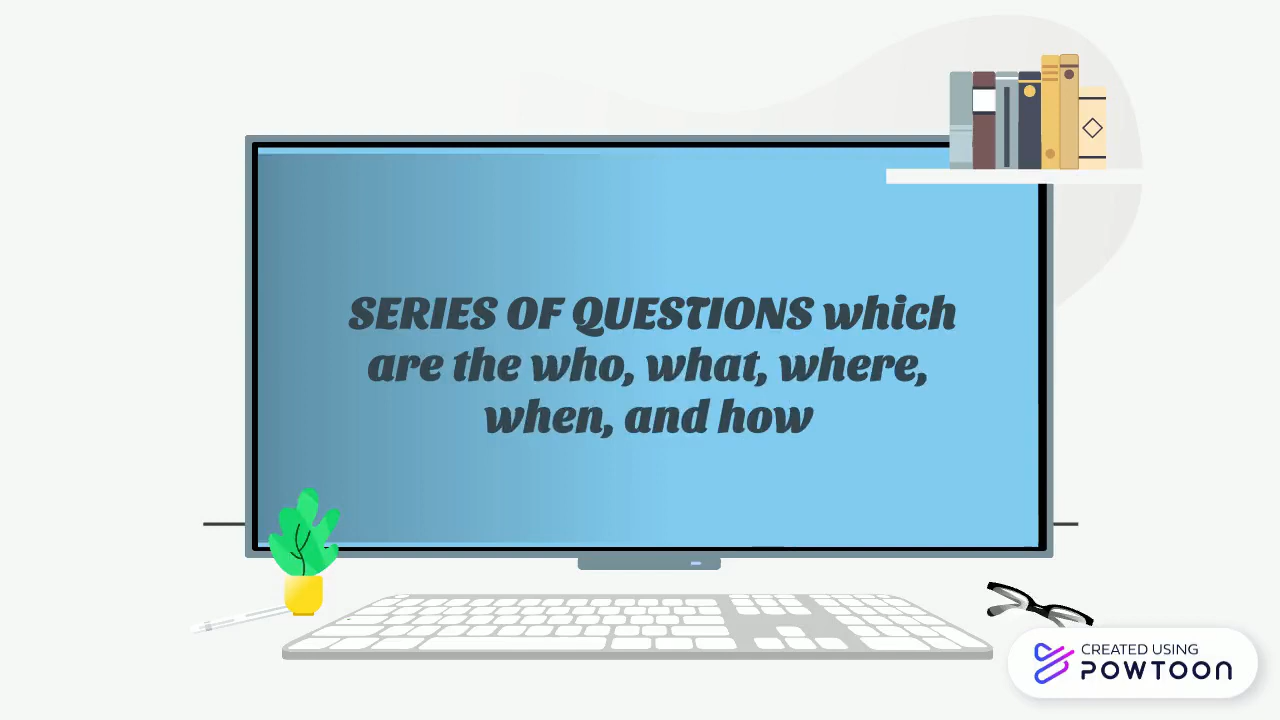 SERIES OF QUESTIONS which
are the who, what, where,
when, and how
CREATED USING
POWTOON